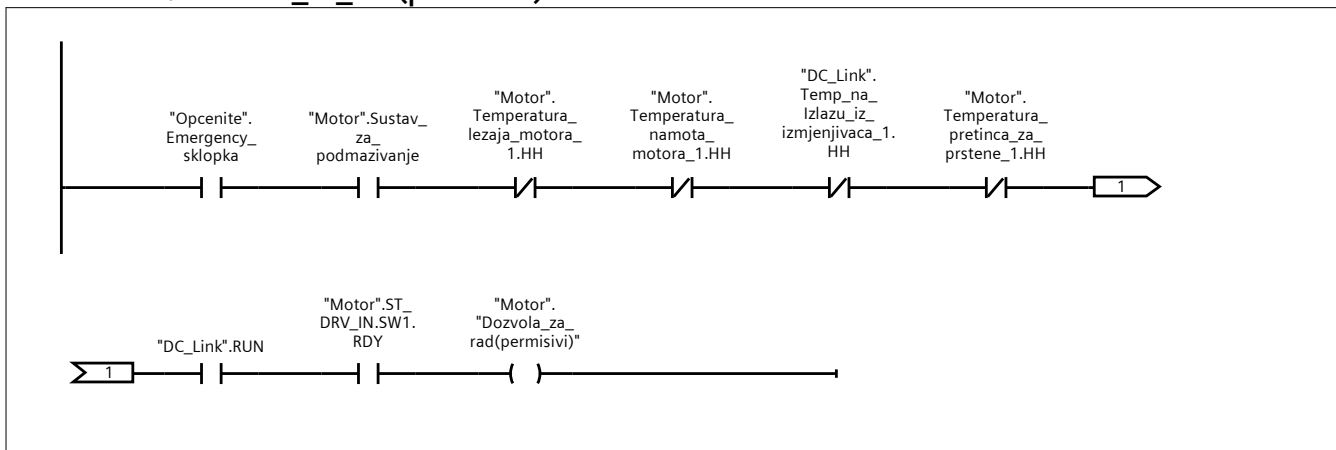 "Opcenite".
Emergency_
sklopka
"Motor".Sustav_
za_
podmazivanje
"Motor".
Temperatura_
lezaja_motora_
1.HH
"Motor".
Temperatura_
namota_
motora_1.HH
"DC_Link".
Temp_na_
Izlazu_iz_
izmjenjivaca_1.
HH
"Motor".
Temperatura_
pretinca_za_
prstene_1.HH
1
1
"DC_Link".RUN
"Motor".ST_
DRV_IN.SW1.
RDY
"Motor".
"Dozvola_za_
rad(permisivi)"